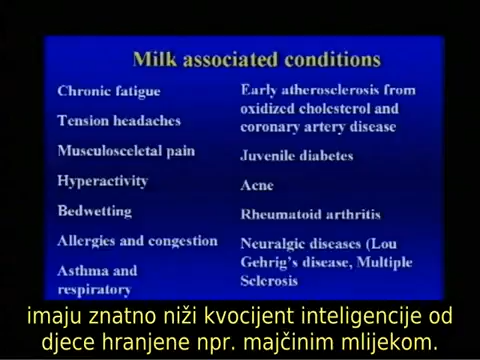 Milk associated conditions
Chronic fatigue
Tension headaches
Musculosceletal pain
Hyperactivity
Bedwetting
Allergies and congestion
Asthma and
respiratory
Early atherosclerosis from
oxidized cholesterol and
coronary artery disease
Juvenile diabetes
Acne
Rheumatoid arthritis
Neuralgic diseases (Lou
Gehrig's disease, Multiple
Sclerosis
imaju znatno niži kvocijent inteligencije od
djece hranjene npr. majčinim mlijekom.